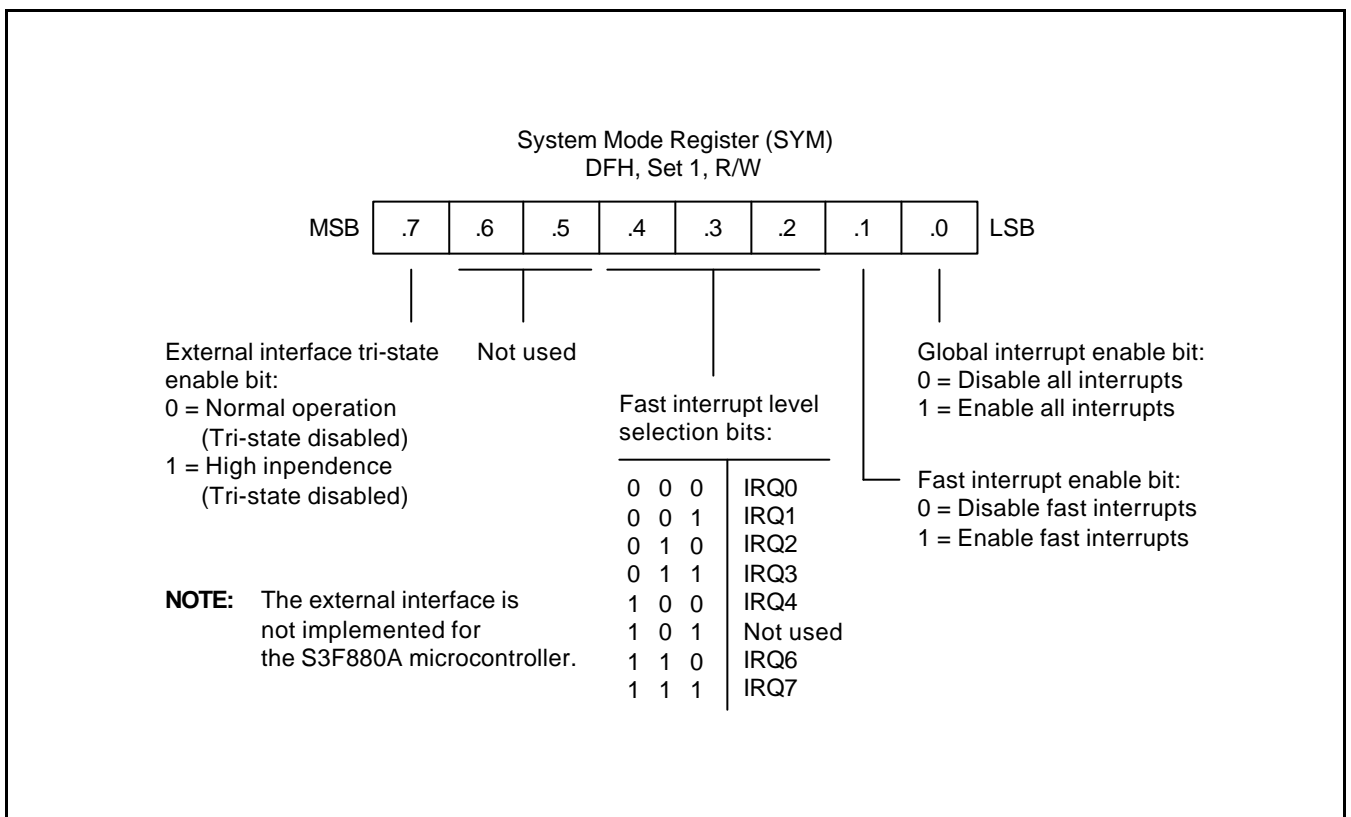 System Mode Register (SYM)
DFH, Set 1, R/W
MSB .7 .6 .5 .4 .3 .2 .1 .0 LSB
External interface tri-state
enable bit:
0 = Normal operation
(Tri-state disabled)
1 = High inpendence
(Tri-state disabled)
Not used
Fast interrupt level
selection bits:
0 0 0 IRQ0
0 0 1 IRQ1
0 1 0 IRQ2
0 1 1 IRQ3
1 0 0 IRQ4
1 0 1 Not used
1 1 0 IRQ6
1 1 1 IRQ7
Global interrupt enable bit:
0 = Disable all interrupts
1 = Enable all interrupts
Fast interrupt enable bit:
0 = Disable fast interrupts
1 = Enable fast interrupts
NOTE: The external interface is
not implemented for
the S3F880A microcontroller.